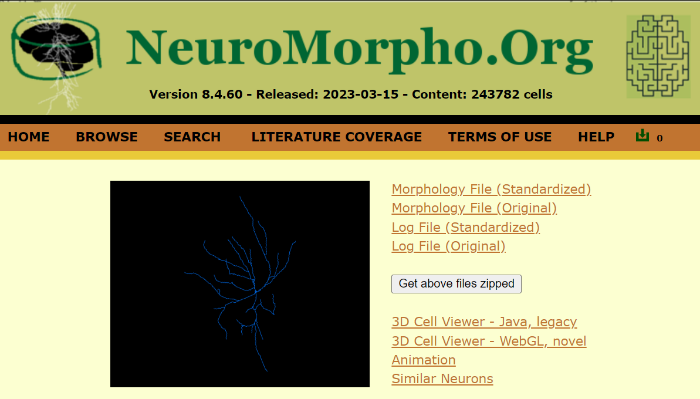 NeuroMorpho.Org
Version 8.4.60 - Released: 2023-03-15 - Content: 243782 cells
HOME BROWSE SEARCH LITERATURE COVERAGE TERMS OF USE HELP 0
Morphology File (Standardized)
Morphology File (Original)
Log File (Standardized)
Log File (Original)
Get above files zipped
3D Cell Viewer - Java, legacy
3D Cell Viewer - WebGL, novel
Animation
Similar Neurons